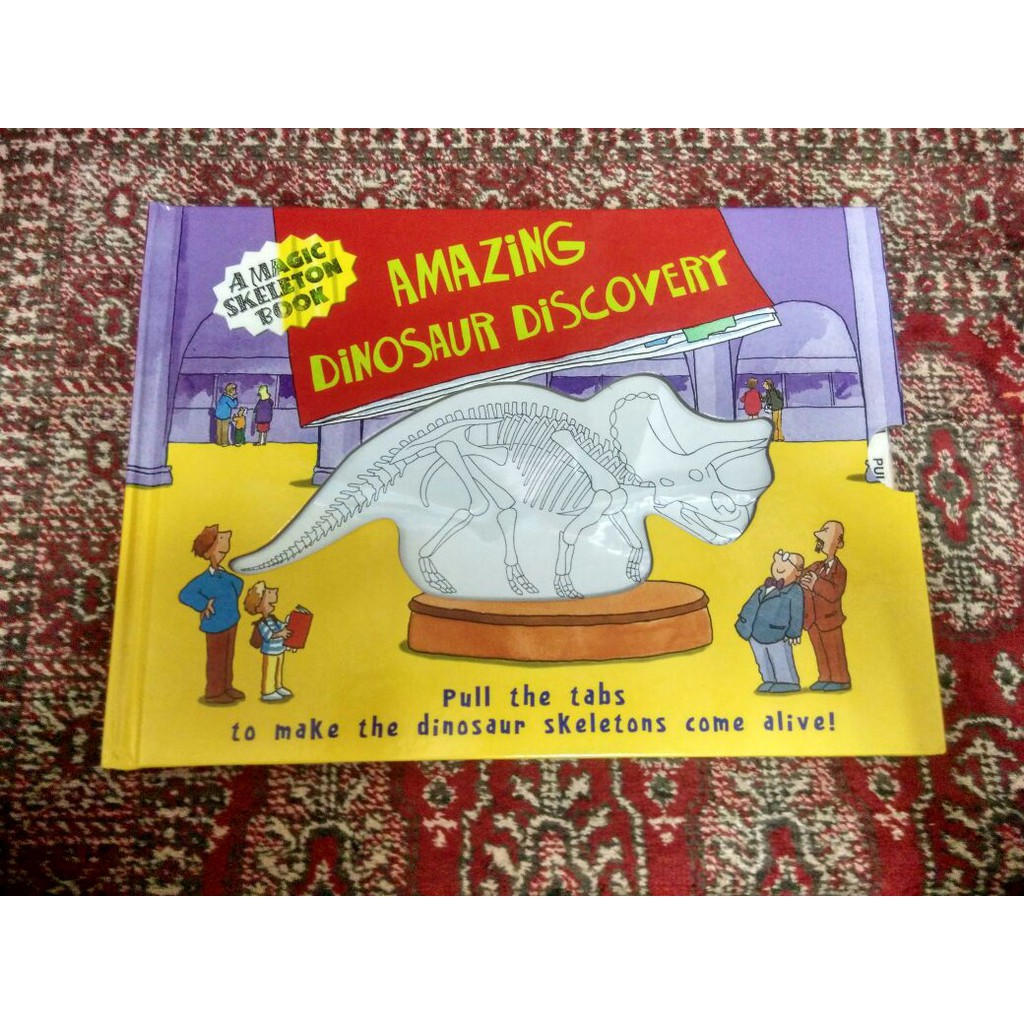 A MAGIC
SKELETON
BOOK
AMAZiNG
DiNOSAUR DiSCOVERY
Pull the tabs
to make the dinosaur skeletons come alive!